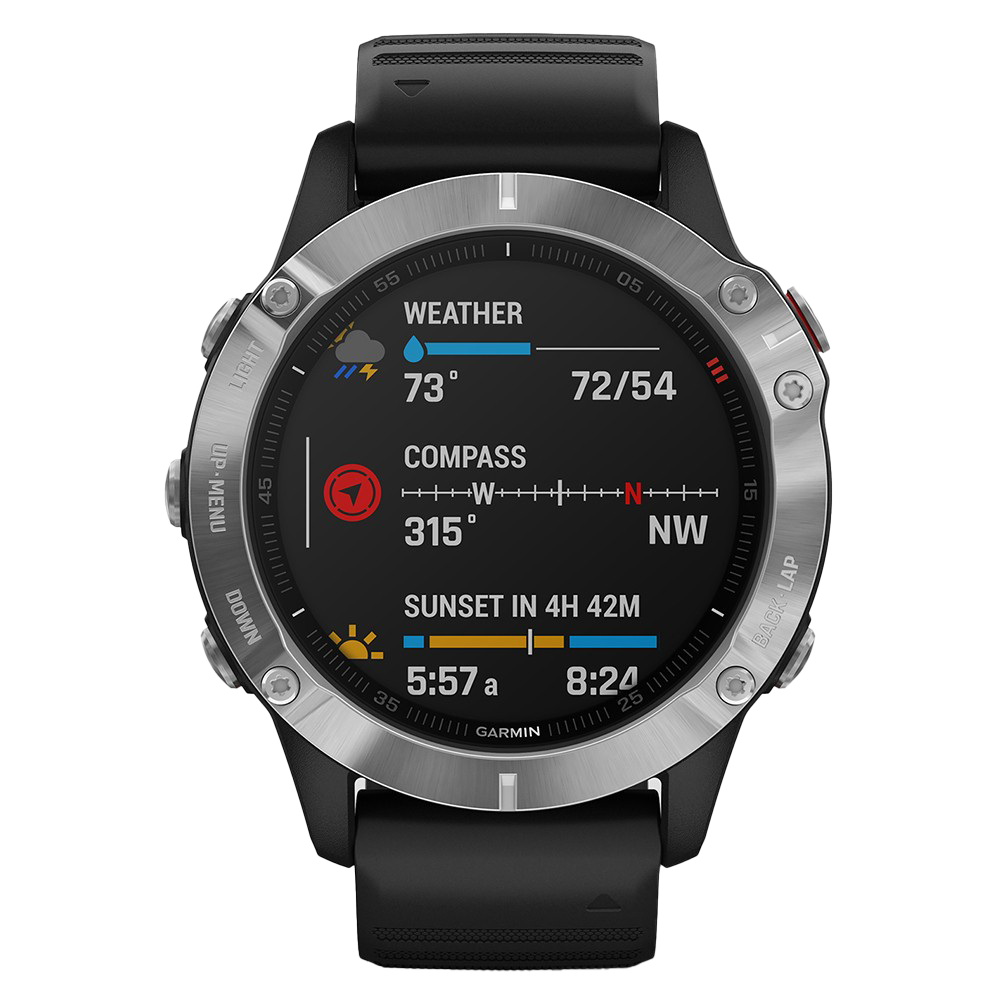 55
05
WEATHER
73°
72/54
COMPASS
W
N
315°
NW
SUNSET IN 4H 42M
5:57 a
8:24
45
15
35
25
GARMIN
LIGHT
UP·MENU
DOWN
BACK·LAP